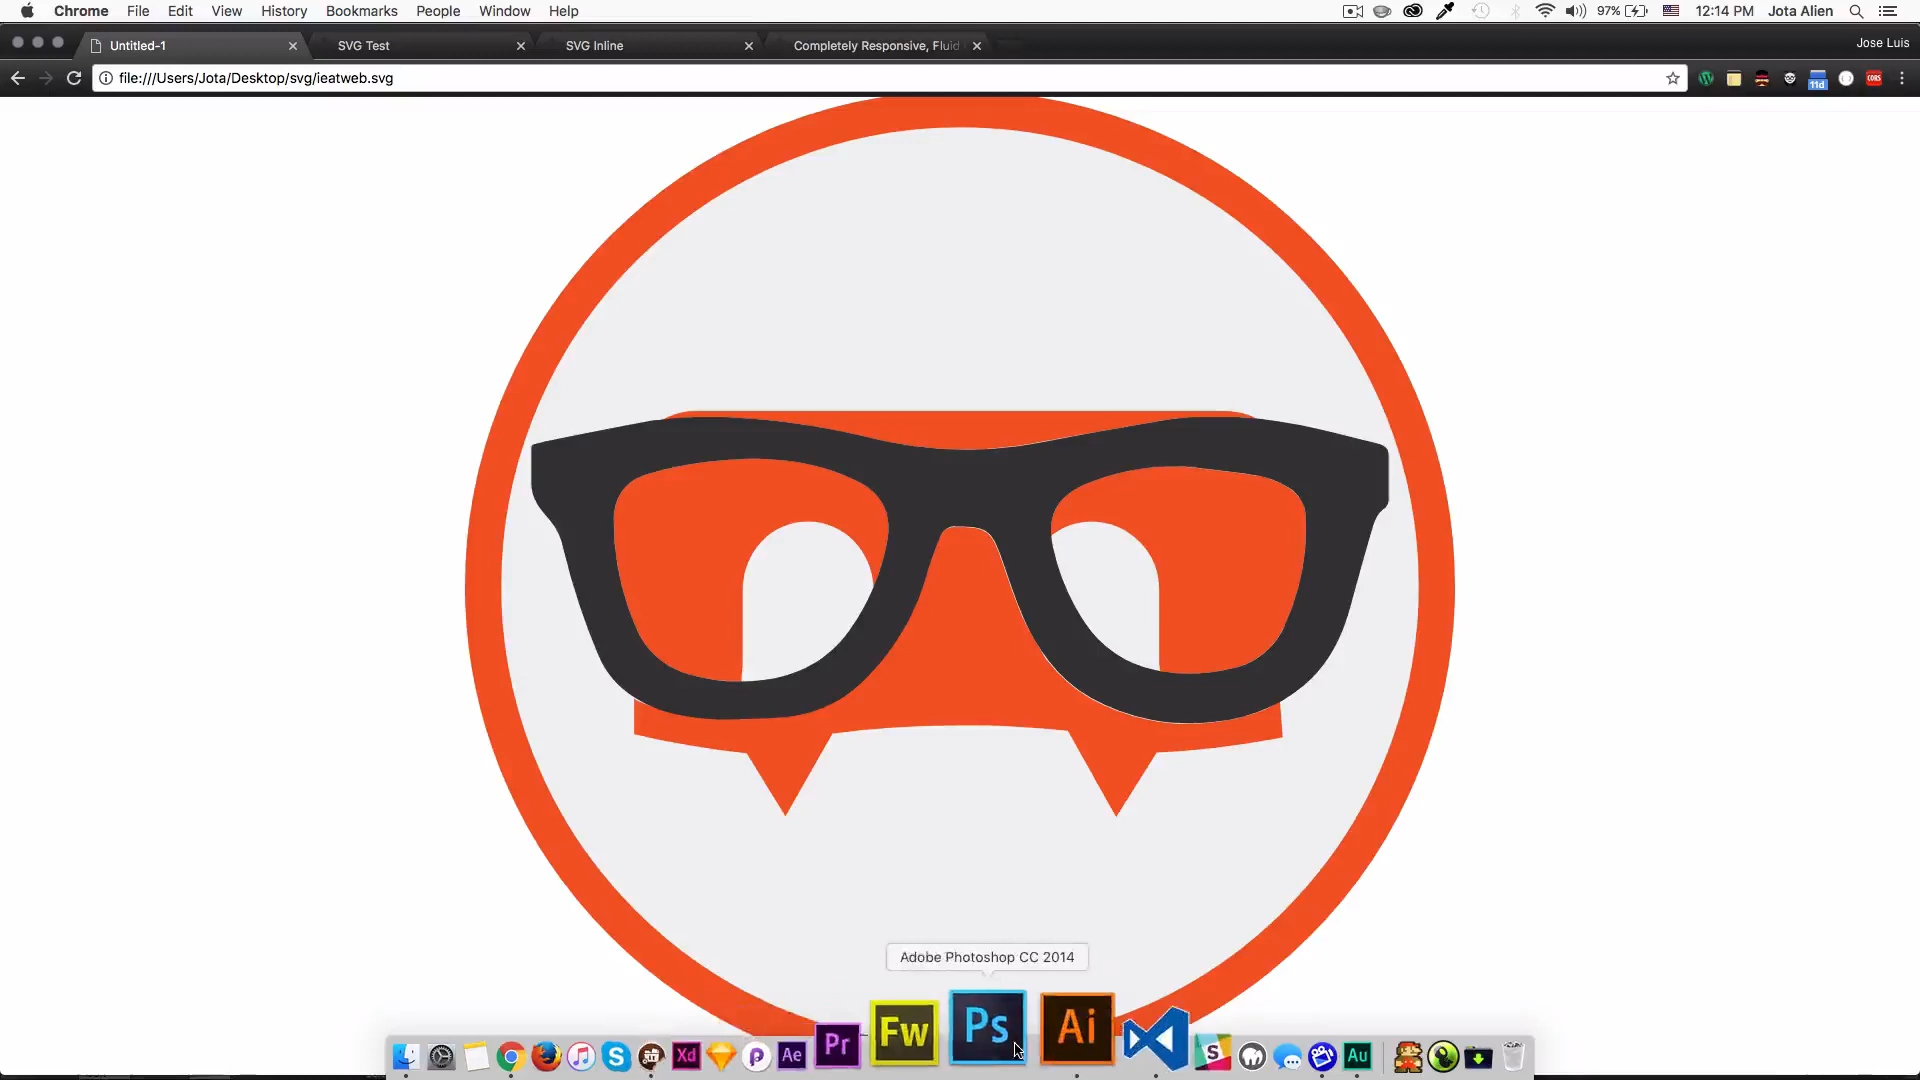 Chrome File Edit View History Bookmarks People Window Help 97% 12:14 PM Jota Alien
Untitled-1 SVG Test SVG Inline Completely Responsive, Fluid Jose Luis
file:///Users/Jota/Desktop/svg/ieatweb.svg
11d CORS
Adobe Photoshop CC 2014
Xd Ae Pr Fw Ps Ai S Au